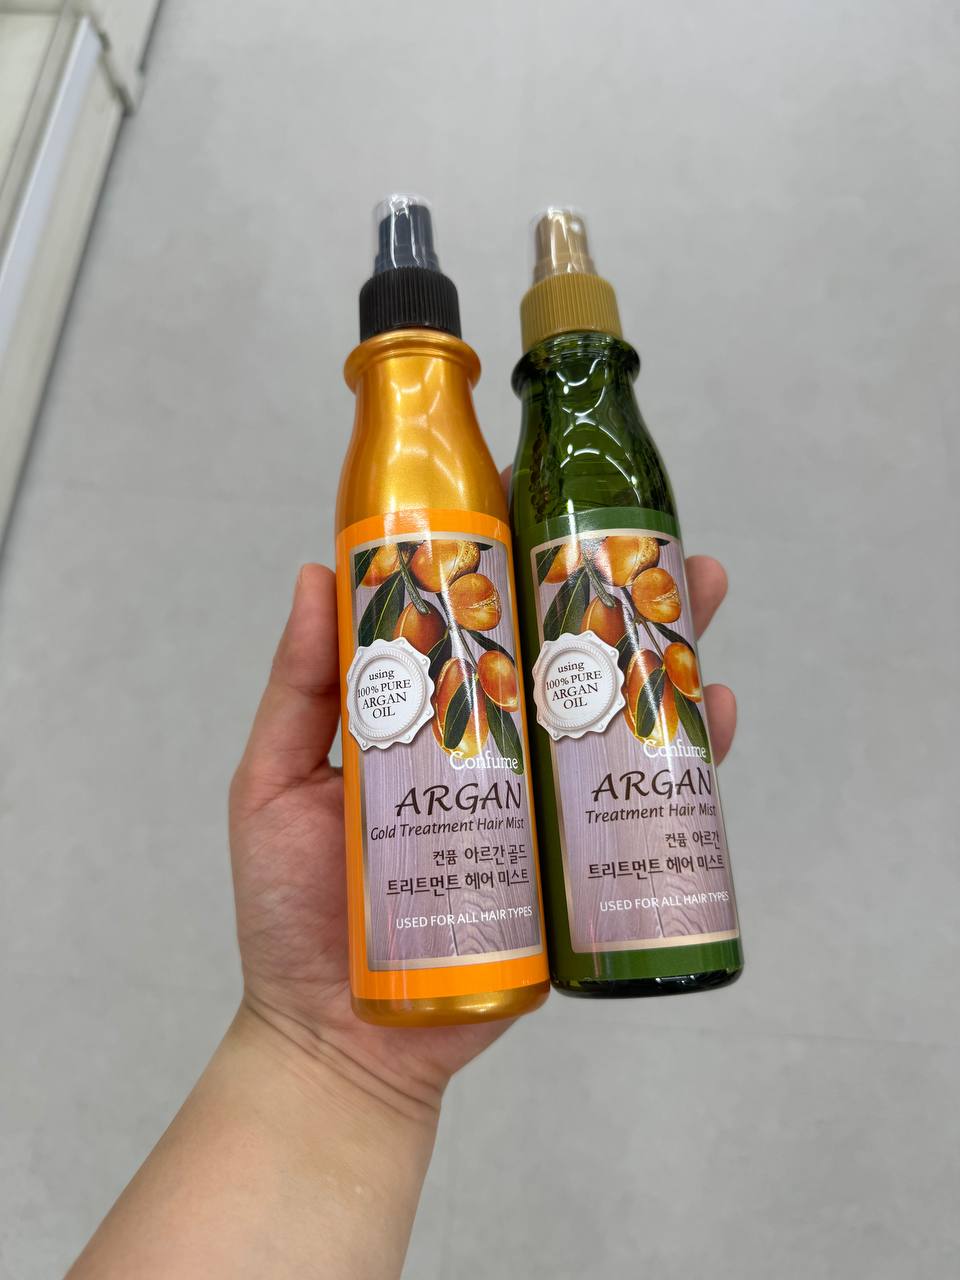 using
100% PURE
ARGAN
OIL
Confume
ARGAN
Gold Treatment Hair Mist
컨퓸 아르간 골드
트리트먼트 헤어 미스트
USED FOR ALL HAIR TYPES
using
100% PURE
ARGAN
OIL
Confume
ARGAN
Treatment Hair Mist
컨퓸 아르간
트리트먼트 헤어 미스트
USED FOR ALL HAIR TYPES